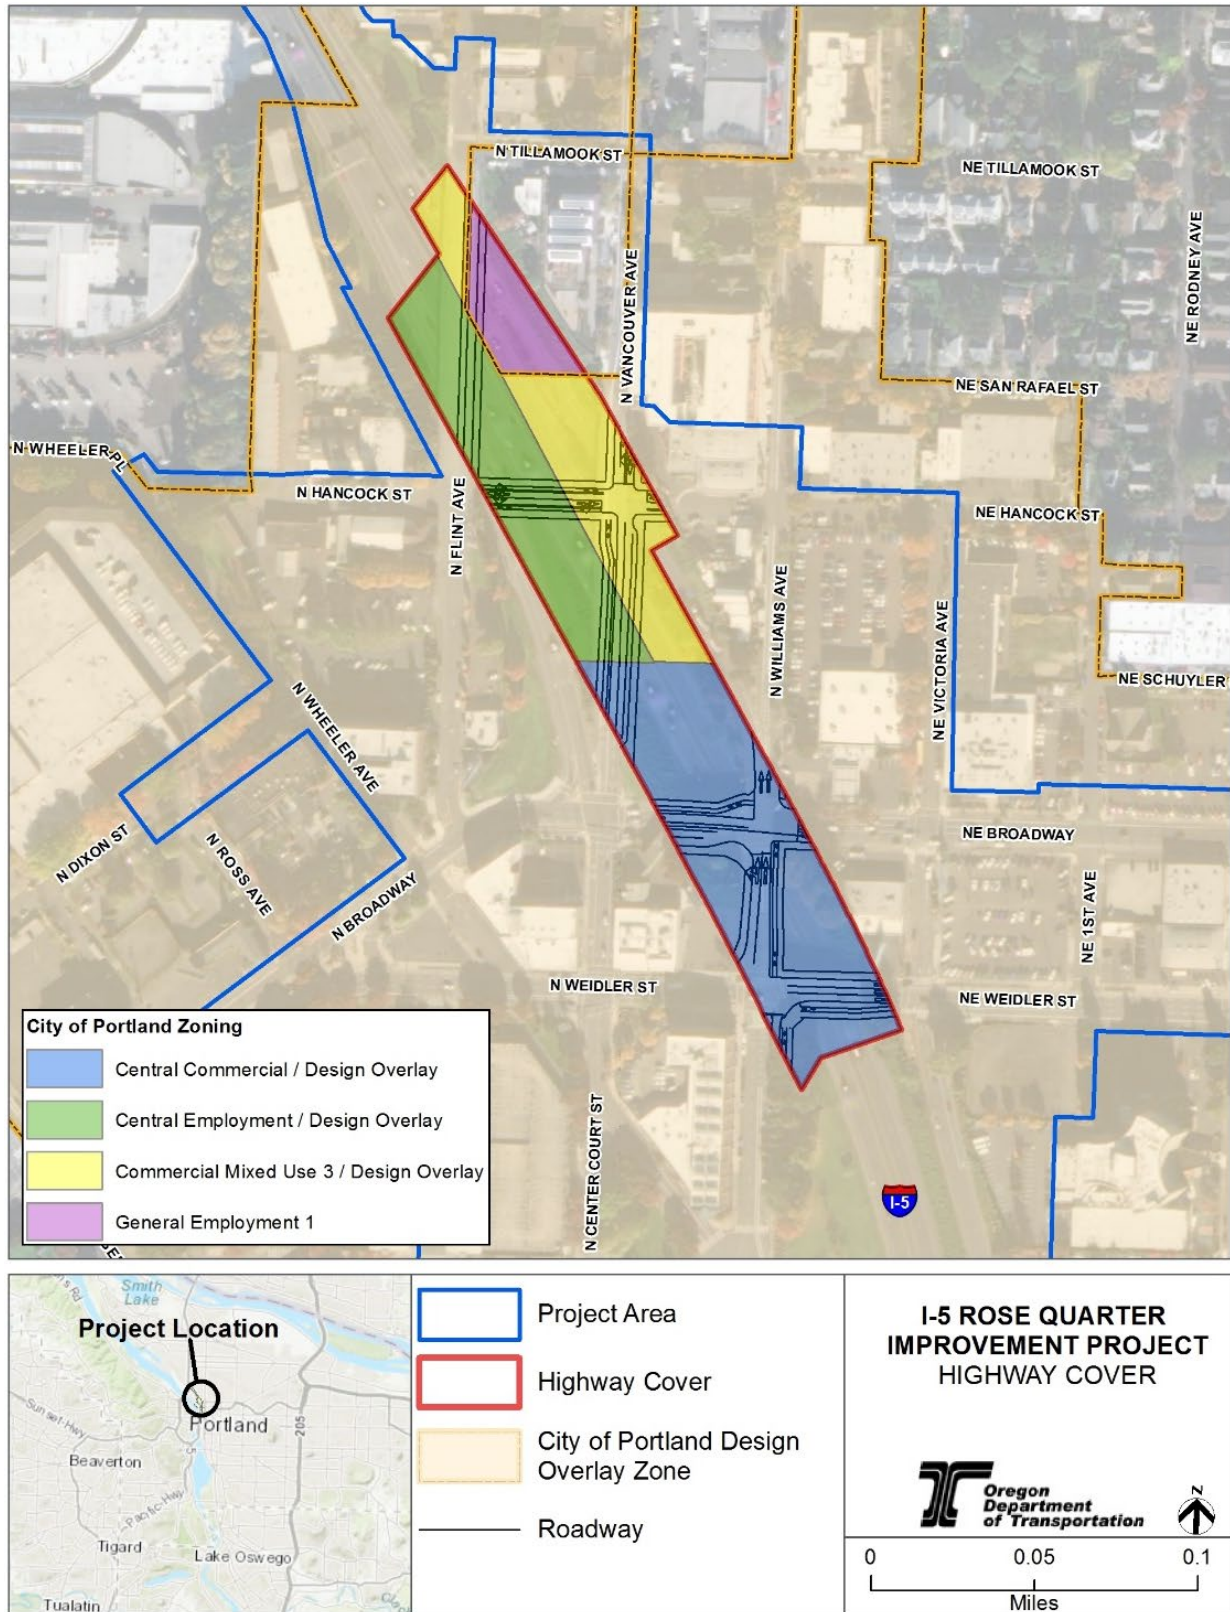 N TILLAMOOK ST
NE TILLAMOOK ST
NE RODNEY AVE
N VANCOUVER AVE
NE SAN RAFAEL ST
N WHEELER PL
N HANCOCK ST
NE HANCOCK ST
N FLINT AVE
N WILLIAMS AVE
NE VICTORIA AVE
NE SCHUYLER
N WHEELER AVE
N DIXON ST
N ROSS AVE
N BROADWAY
NE BROADWAY
NE 1ST AVE
N WEIDLER ST
NE WEIDLER ST
N CENTER COURT ST
I-5
City of Portland Zoning
Central Commercial / Design Overlay
Central Employment / Design Overlay
Commercial Mixed Use 3 / Design Overlay
General Employment 1
Project Location
Smith
Lake
Portland
Sunset-Hwy
Beaverton
205
5
Pacific-Hwy
Tigard
Lake Oswego
Tualatin
Project Area
Highway Cover
City of Portland Design
Overlay Zone
Roadway
I-5 ROSE QUARTER
IMPROVEMENT PROJECT
HIGHWAY COVER
Oregon
Department
of Transportation
N
0 0.05 0.1
Miles